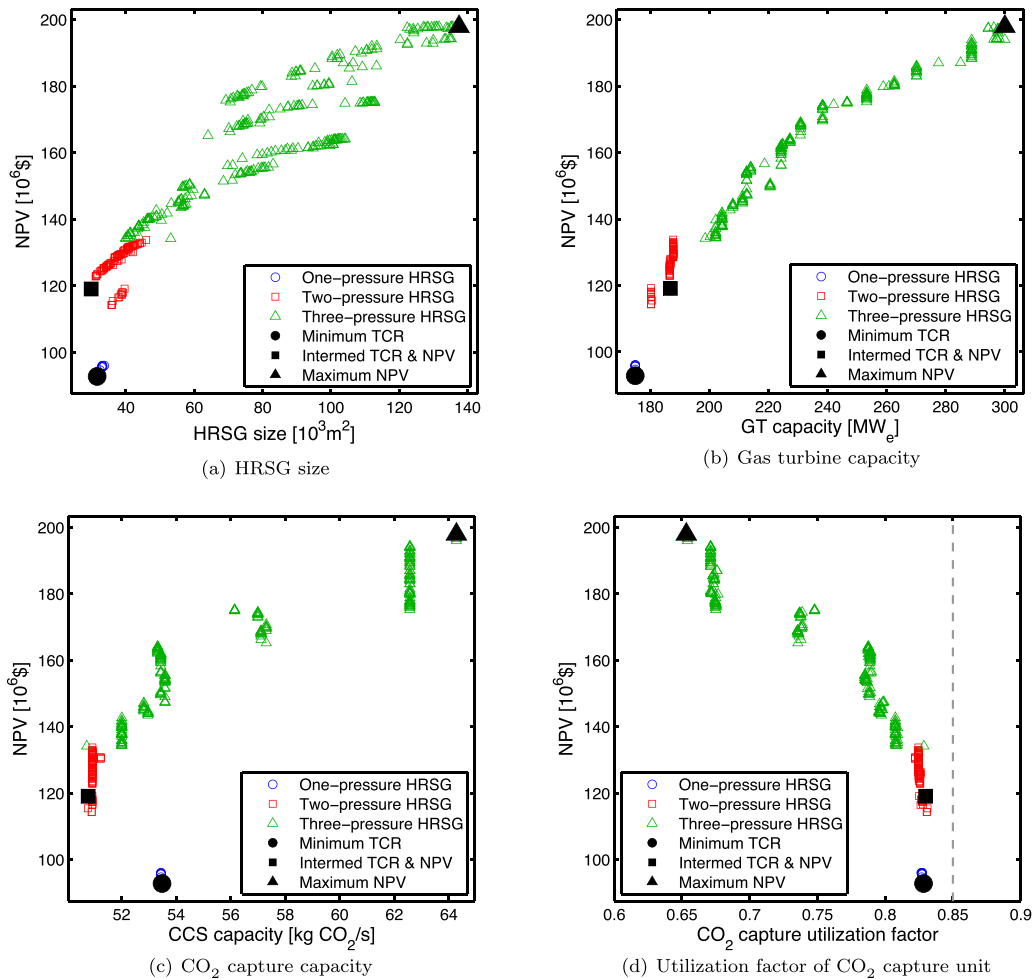 200
180
160
140
120
100
NPV [10⁶$]
40 60 80 100 120 140
HRSG size [10³m²]
One−pressure HRSG
Two−pressure HRSG
Three−pressure HRSG
Minimum TCR
Intermed TCR & NPV
Maximum NPV
(a) HRSG size
200
180
160
140
120
100
NPV [10⁶$]
180 200 220 240 260 280 300
GT capacity [MWₑ]
One−pressure HRSG
Two−pressure HRSG
Three−pressure HRSG
Minimum TCR
Intermed TCR & NPV
Maximum NPV
(b) Gas turbine capacity
200
180
160
140
120
100
NPV [10⁶$]
52 54 56 58 60 62 64
CCS capacity [kg CO₂/s]
One−pressure HRSG
Two−pressure HRSG
Three−pressure HRSG
Minimum TCR
Intermed TCR & NPV
Maximum NPV
(c) CO₂ capture capacity
200
180
160
140
120
100
NPV [10⁶$]
0.6 0.65 0.7 0.75 0.8 0.85 0.9
CO₂ capture utilization factor
One−pressure HRSG
Two−pressure HRSG
Three−pressure HRSG
Minimum TCR
Intermed TCR & NPV
Maximum NPV
(d) Utilization factor of CO₂ capture unit